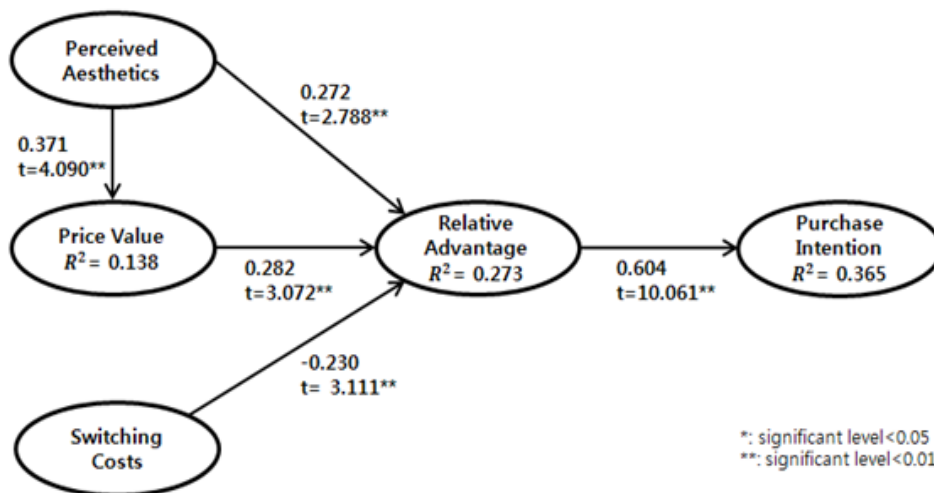 Perceived
Aesthetics
0.272
t=2.788**
0.371
t=4.090**
Price Value
R² = 0.138
Relative
Advantage
R² = 0.273
Purchase
Intention
R² = 0.365
0.282
t=3.072**
0.604
t=10.061**
-0.230
t= 3.111**
Switching
Costs
*: significant level<0.05
**: significant level<0.01